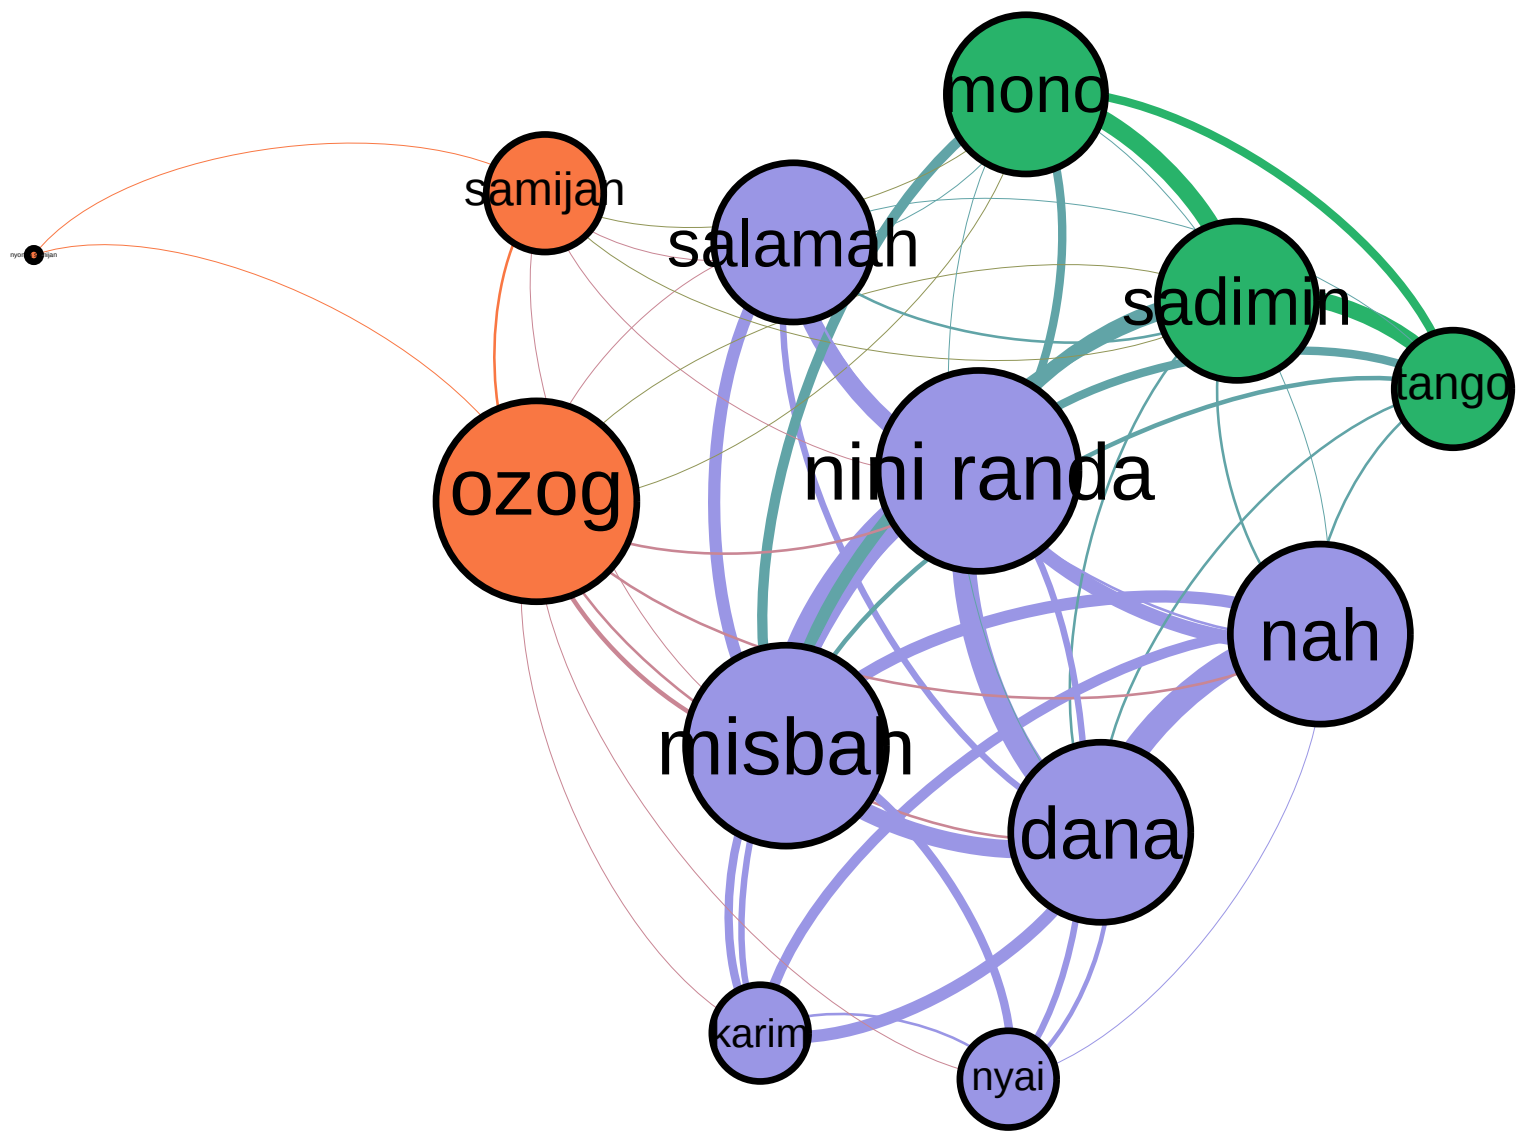 mono
samijan
salamah
sadimin
tango
nini randa
ozog
nah
misbah
dana
karim
nyai